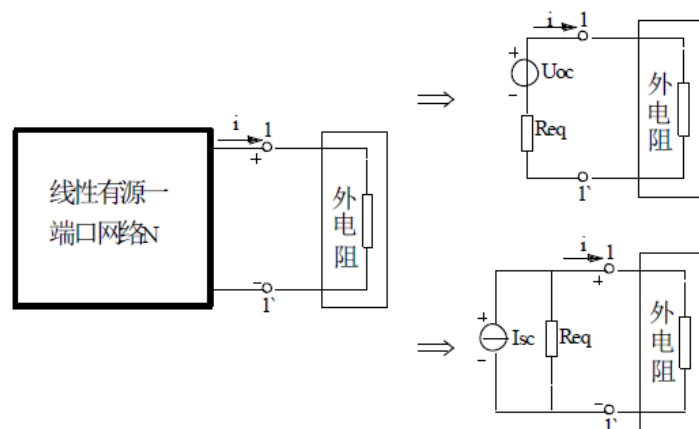 线性有源一
端口网络N
i
1
+
-
1`
外电阻
⇒
i
1
+
Uoc
-
Req
1`
外电阻
⇒
i
1
+
+
Isc
-
Req
-
1`
外电阻